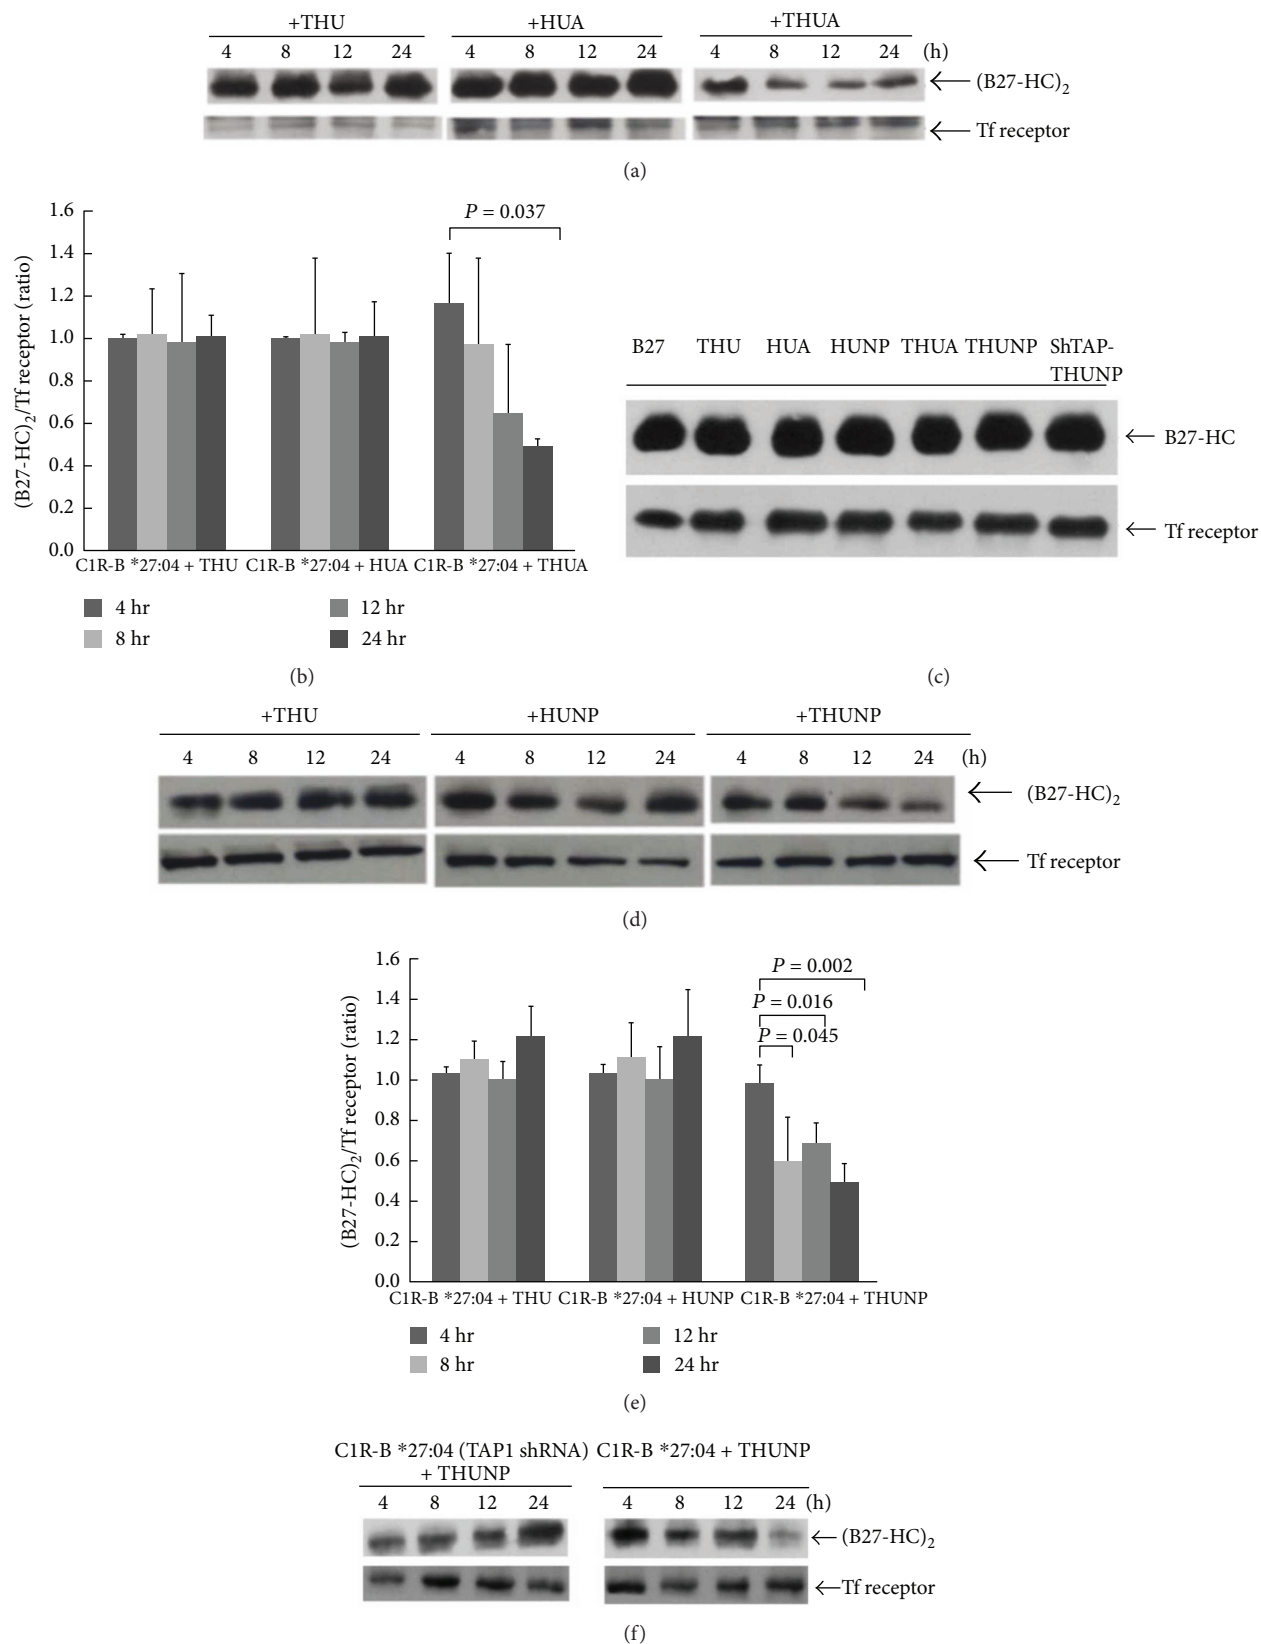 +THU +HUA +THUA
4 8 12 24 4 8 12 24 4 8 12 24 (h)
(B27-HC)2
Tf receptor
(a)
1.6
1.4
1.2
1.0
0.8
0.6
0.4
0.2
0.0
(B27-HC)2/Tf receptor (ratio)
P = 0.037
C1R-B *27:04 + THU C1R-B *27:04 + HUA C1R-B *27:04 + THUA
4 hr 12 hr
8 hr 24 hr
(b)
B27 THU HUA HUNP THUA THUNP ShTAP-
THUNP
B27-HC
Tf receptor
(c)
+THU +HUNP +THUNP
4 8 12 24 4 8 12 24 4 8 12 24 (h)
(B27-HC)2
Tf receptor
(d)
1.6
1.4
1.2
1.0
0.8
0.6
0.4
0.2
0.0
(B27-HC)2/Tf receptor (ratio)
P = 0.002
P = 0.016
P = 0.045
C1R-B *27:04 + THU C1R-B *27:04 + HUNP C1R-B *27:04 + THUNP
4 hr 12 hr
8 hr 24 hr
(e)
C1R-B *27:04 (TAP1 shRNA) C1R-B *27:04 + THUNP
+ THUNP
4 8 12 24 4 8 12 24 (h)
(B27-HC)2
Tf receptor
(f)